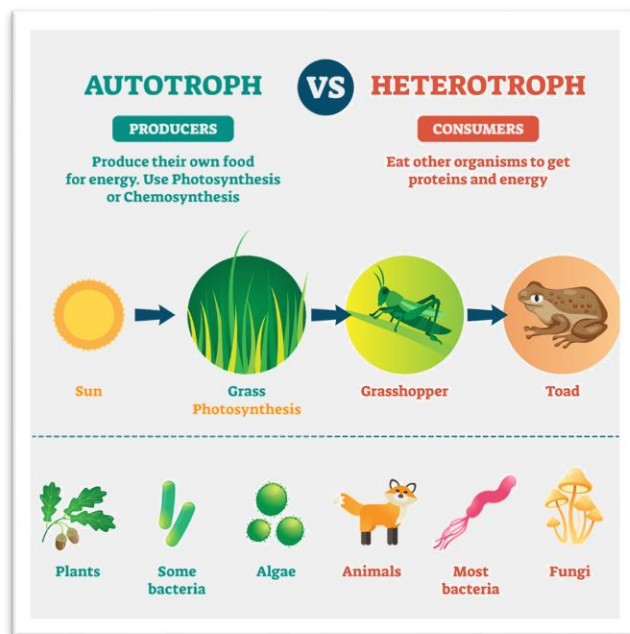 AUTOTROPH VS HETEROTROPH
PRODUCERS
Produce their own food
for energy. Use Photosynthesis
or Chemosynthesis
CONSUMERS
Eat other organisms to get
proteins and energy
Sun
Grass
Photosynthesis
Grasshopper
Toad
Plants
Some
bacteria
Algae
Animals
Most
bacteria
Fungi